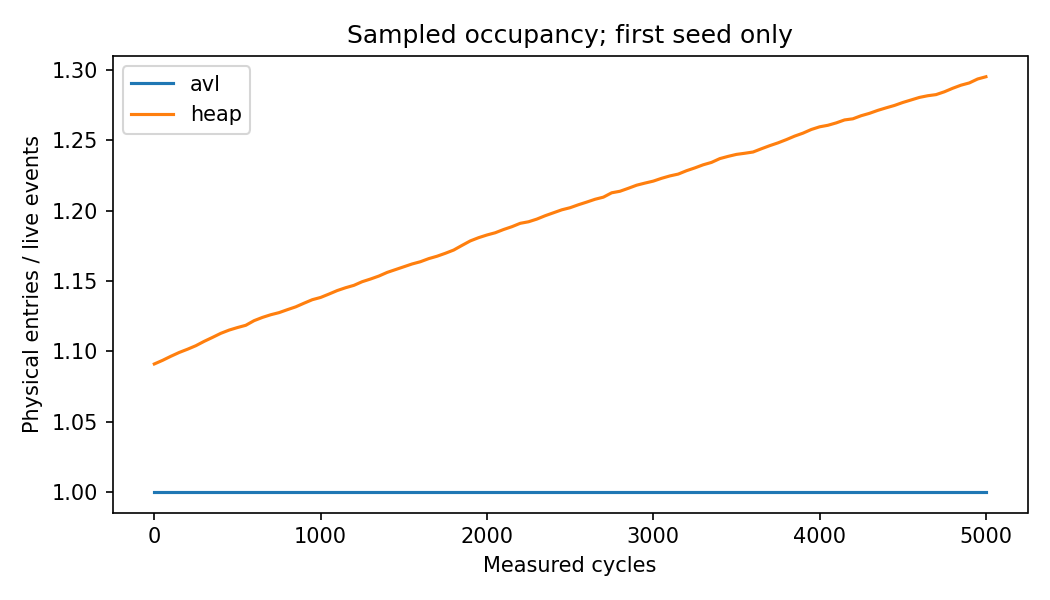 Sampled occupancy; first seed only
avl
heap
1.30
1.25
1.20
1.15
1.10
1.05
1.00
Physical entries / live events
0 1000 2000 3000 4000 5000
Measured cycles